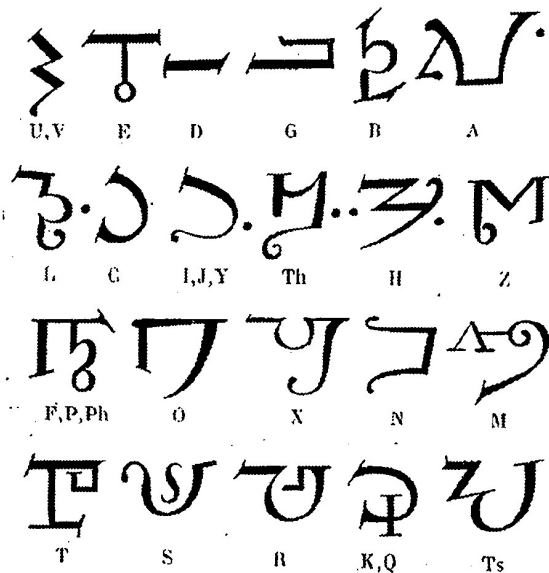 U,V E D G B A
L C I,J,Y Th H Z
F,P,Ph O X N M
T S R K,Q Ts